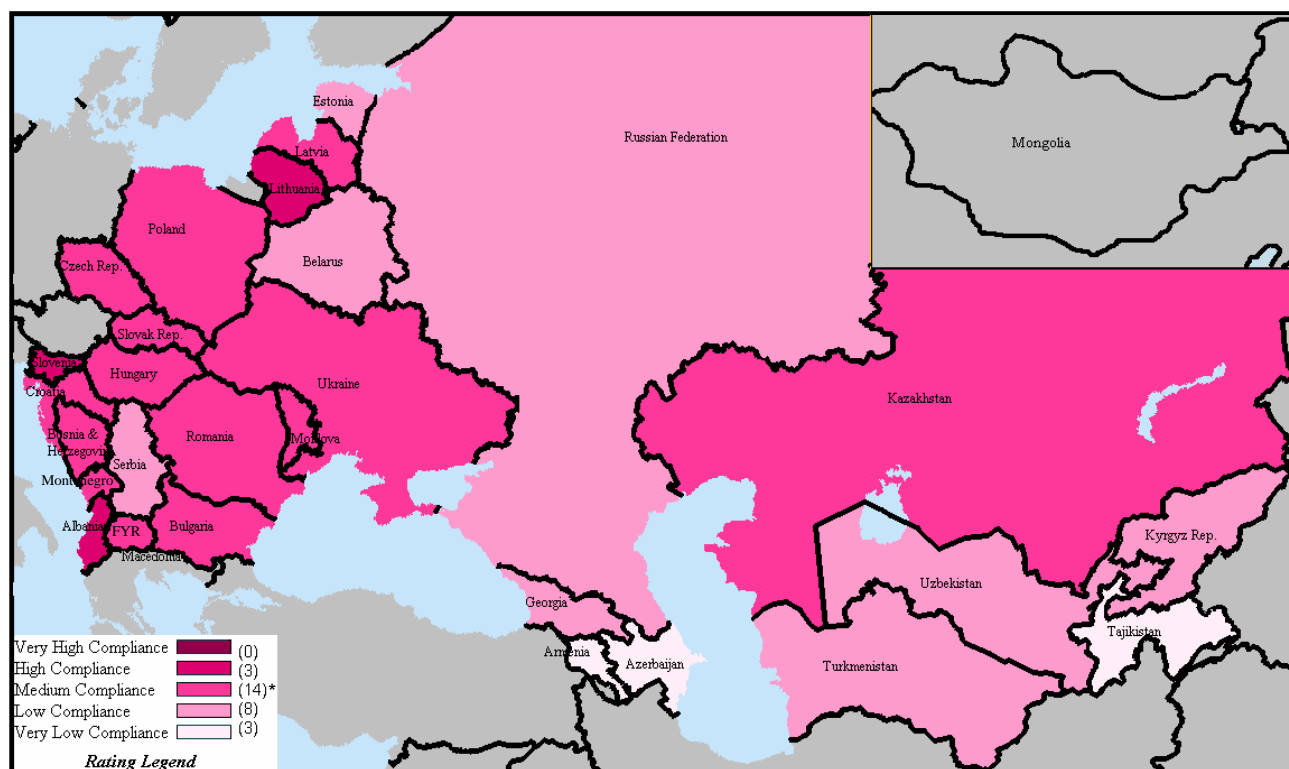 Estonia
Russian Federation
Mongolia
Latvia
Lithuania
Poland
Belarus
Czech Rep.
Slovak Rep.
Slovenia
Hungary
Ukraine
Croatia
Kazakhstan
Bosnia &
Herzegovin
Romania
Moldova
Serbia
Montenegro
Albania
FYR
Macedonia
Bulgaria
Kyrgyz Rep.
Uzbekistan
Georgia
Armenia
Azerbaijan
Turkmenistan
Tajikistan
Very High Compliance (0)
High Compliance (3)
Medium Compliance (14)*
Low Compliance (8)
Very Low Compliance (3)
Rating Legend